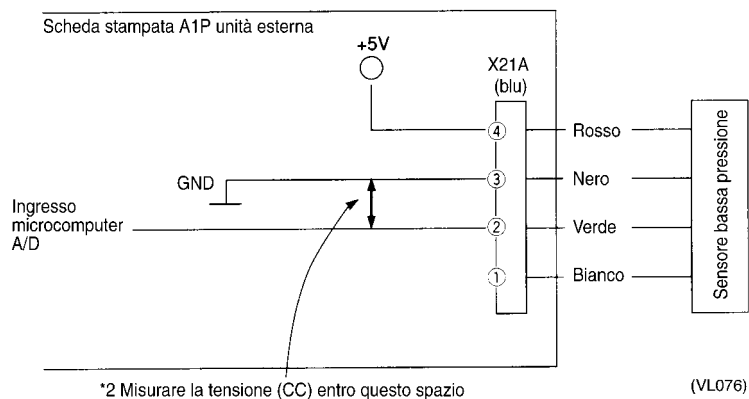 Scheda stampata A1P unità esterna
+5V
X21A
(blu)
4
Rosso
GND
3
Nero
Ingresso
microcomputer
A/D
2
Verde
1
Bianco
Sensore bassa pressione
*2 Misurare la tensione (CC) entro questo spazio
(VL076)